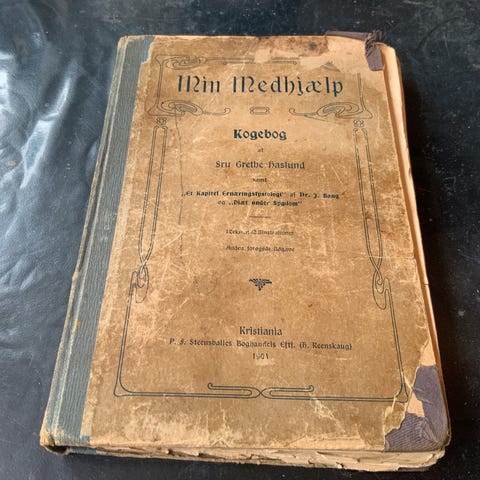 Min Medhjælp
Kogebog
af
Fru Grethe Haslund
samt
„Et Kapitel Ernæringsfysiologi" af Dr. J. Bang
og „Diæt under Sygdom"
Illustrationer
Anden forøgede Udgave
Kristiania
P. F. Steensballes Boghandels Eftf. (H. Reenskaug)
1901